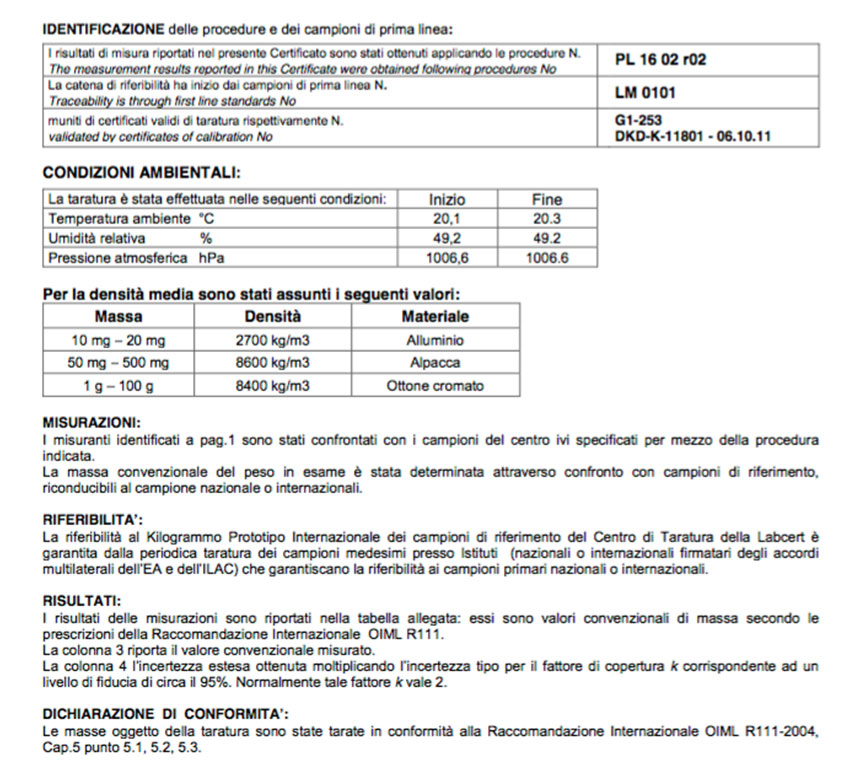 IDENTIFICAZIONE delle procedure e dei campioni di prima linea:
I risultati di misura riportati nel presente Certificato sono stati ottenuti applicando le procedure N.
The measurement results reported in this Certificate were obtained following procedures No
PL 16 02 r02
La catena di riferibilità ha inizio dai campioni di prima linea N.
Traceability is through first line standards No
LM 0101
muniti di certificati validi di taratura rispettivamente N.
validated by certificates of calibration No
G1-253
DKD-K-11801 - 06.10.11
CONDIZIONI AMBIENTALI:
La taratura è stata effettuata nelle seguenti condizioni: Inizio Fine
Temperatura ambiente °C 20,1 20.3
Umidità relativa % 49,2 49.2
Pressione atmosferica hPa 1006,6 1006.6
Per la densità media sono stati assunti i seguenti valori:
Massa Densità Materiale
10 mg – 20 mg 2700 kg/m3 Alluminio
50 mg – 500 mg 8600 kg/m3 Alpacca
1 g – 100 g 8400 kg/m3 Ottone cromato
MISURAZIONI:
I misuranti identificati a pag.1 sono stati confrontati con i campioni del centro ivi specificati per mezzo della procedura
indicata.
La massa convenzionale del peso in esame è stata determinata attraverso confronto con campioni di riferimento,
riconducibili al campione nazionale o internazionali.
RIFERIBILITA':
La riferibilità al Kilogrammo Prototipo Internazionale dei campioni di riferimento del Centro di Taratura della Labcert è
garantita dalla periodica taratura dei campioni medesimi presso Istituti (nazionali o internazionali firmatari degli accordi
multilaterali dell'EA e dell'ILAC) che garantiscano la riferibilità ai campioni primari nazionali o internazionali.
RISULTATI:
I risultati delle misurazioni sono riportati nella tabella allegata: essi sono valori convenzionali di massa secondo le
prescrizioni della Raccomandazione Internazionale OIML R111.
La colonna 3 riporta il valore convenzionale misurato.
La colonna 4 l'incertezza estesa ottenuta moltiplicando l'incertezza tipo per il fattore di copertura k corrispondente ad un
livello di fiducia di circa il 95%. Normalmente tale fattore k vale 2.
DICHIARAZIONE DI CONFORMITA':
Le masse oggetto della taratura sono state tarate in conformità alla Raccomandazione Internazionale OIML R111-2004,
Cap.5 punto 5.1, 5.2, 5.3.